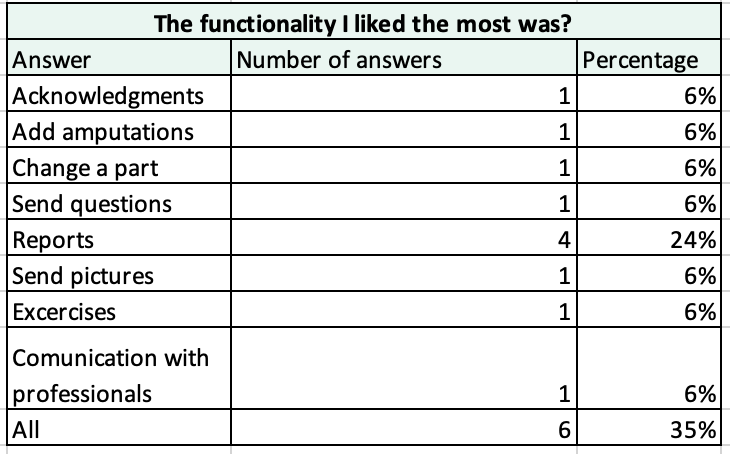 The functionality I liked the most was?
Answer Number of answers Percentage
Acknowledgments 1 6%
Add amputations 1 6%
Change a part 1 6%
Send questions 1 6%
Reports 4 24%
Send pictures 1 6%
Excercises 1 6%
Comunication with
professionals 1 6%
All 6 35%